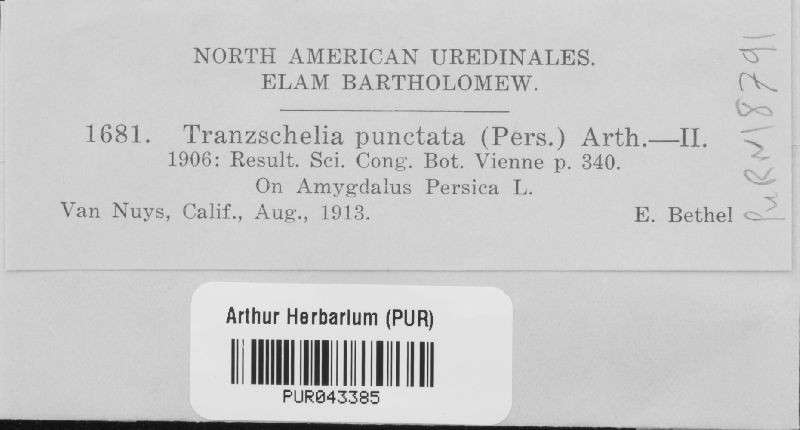 NORTH AMERICAN UREDINALES.
ELAM BARTHOLOMEW.
1681. Tranzschelia punctata (Pers.) Arth.—II.
1906: Result. Sci. Cong. Bot. Vienne p. 340.
On Amygdalus Persica L.
Van Nuys, Calif., Aug., 1913. E. Bethel
PURN18791
Arthur Herbarium (PUR)
PUR043385